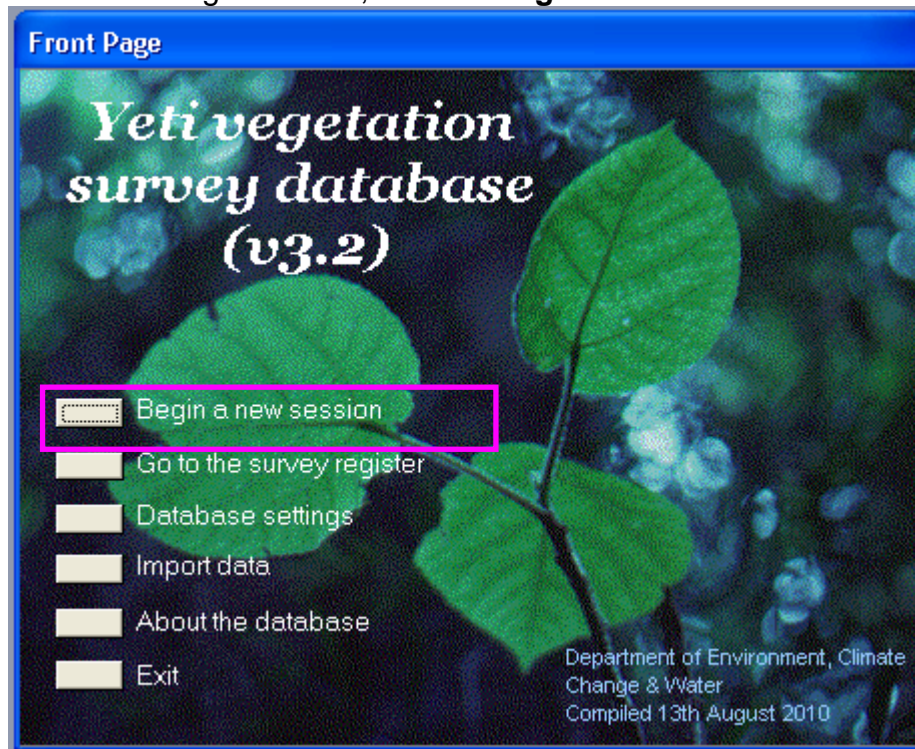 Front Page
Yeti vegetation
survey database
(v3.2)
Begin a new session
Go to the survey register
Database settings
Import data
About the database
Exit
Department of Environment, Climate
Change & Water
Compiled 13th August 2010